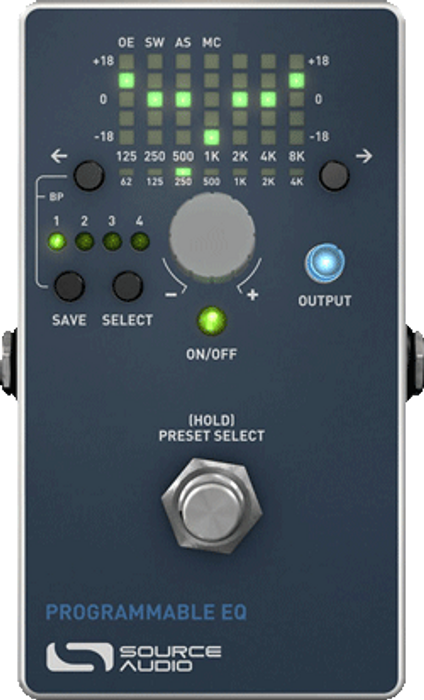 OE SW AS MC
+18 +18
0 0
-18 -18
← 125 250 500 1K 2K 4K 8K →
62 125 250 500 1K 2K 4K
BP
1 2 3 4
- +
SAVE SELECT
OUTPUT
ON/OFF
(HOLD)
PRESET SELECT
PROGRAMMABLE EQ
SOURCE
AUDIO